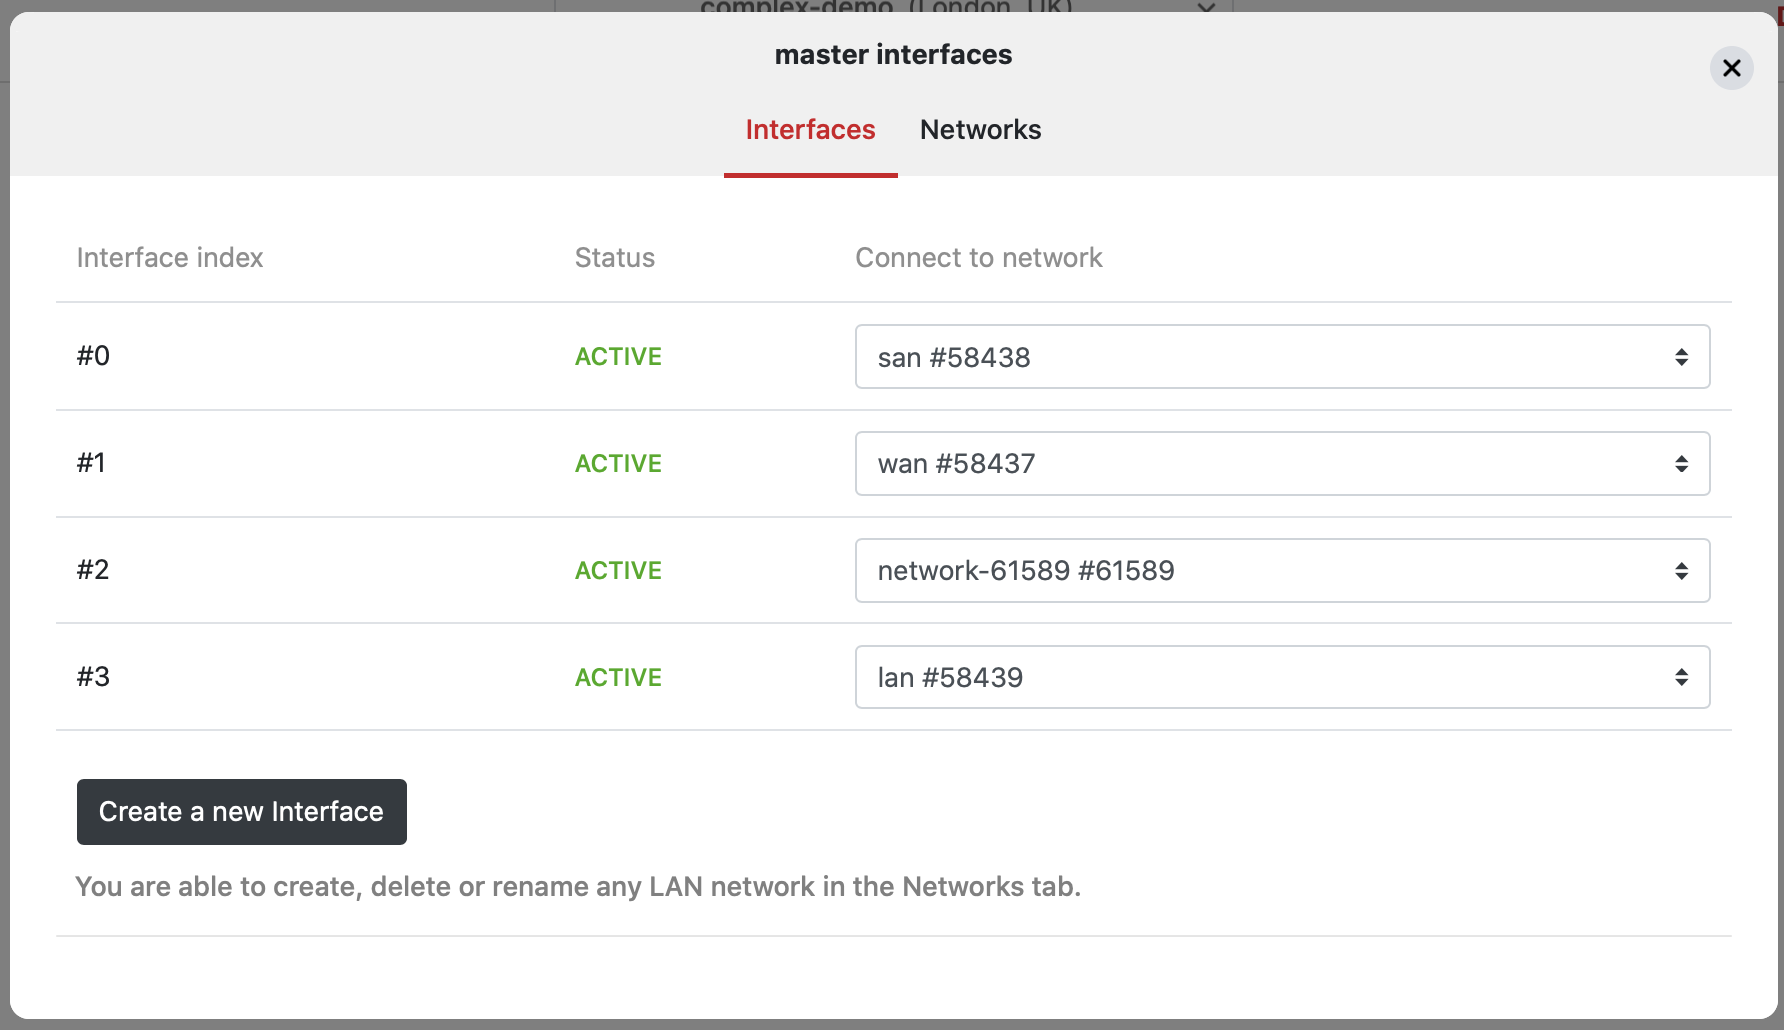 complex-demo (London, UK)
master interfaces
Interfaces Networks
Interface index Status Connect to network
#0 ACTIVE san #58438
#1 ACTIVE wan #58437
#2 ACTIVE network-61589 #61589
#3 ACTIVE lan #58439
Create a new Interface
You are able to create, delete or rename any LAN network in the Networks tab.